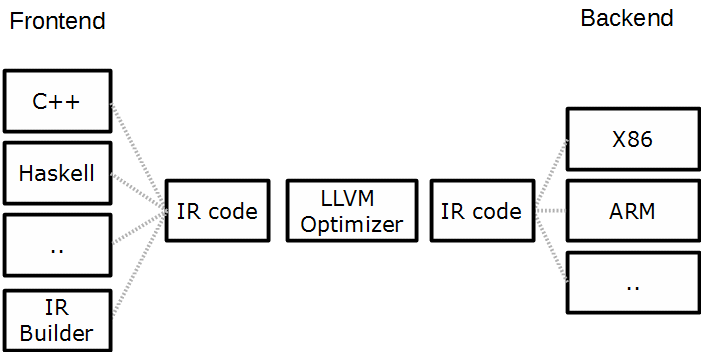 Frontend
Backend
C++
Haskell
..
IR
Builder
IR code
LLVM
Optimizer
IR code
X86
ARM
..